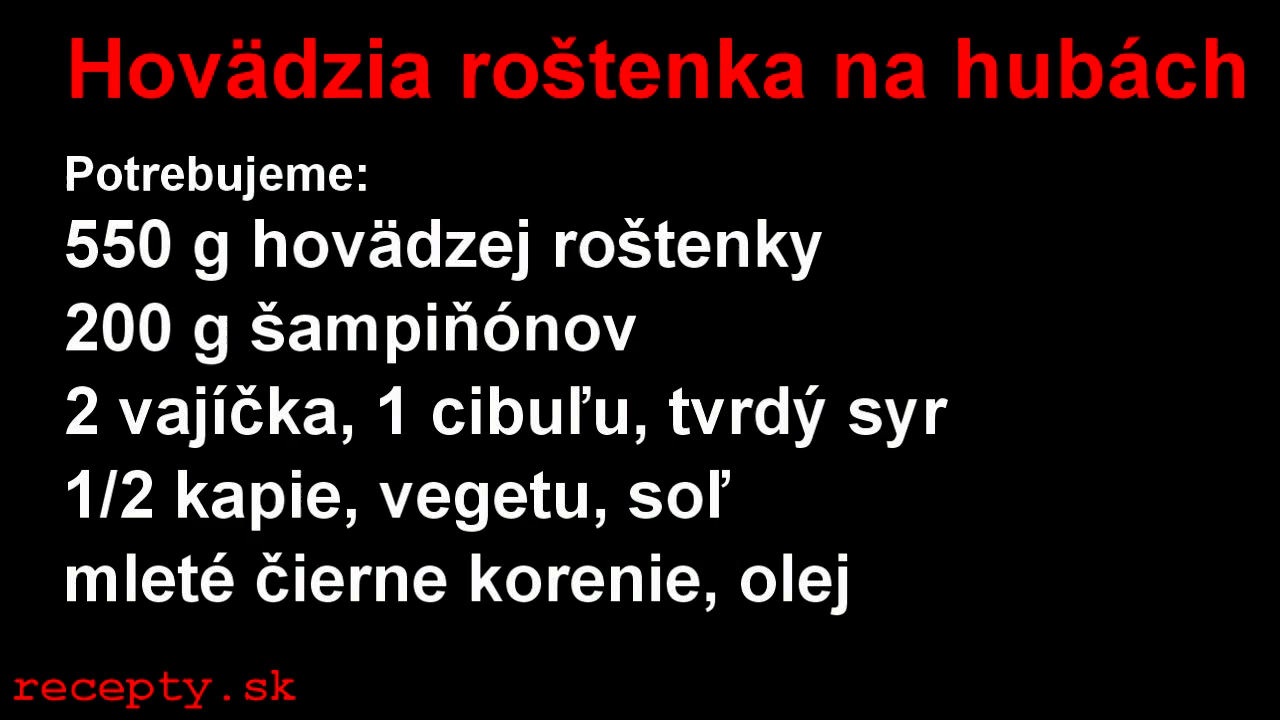 Hovädzia roštenka na hubách
Potrebujeme:
550 g hovädzej roštenky
200 g šampiňónov
2 vajíčka, 1 cibuľu, tvrdý syr
1/2 kapie, vegetu, soľ
mleté čierne korenie, olej
recepty.sk